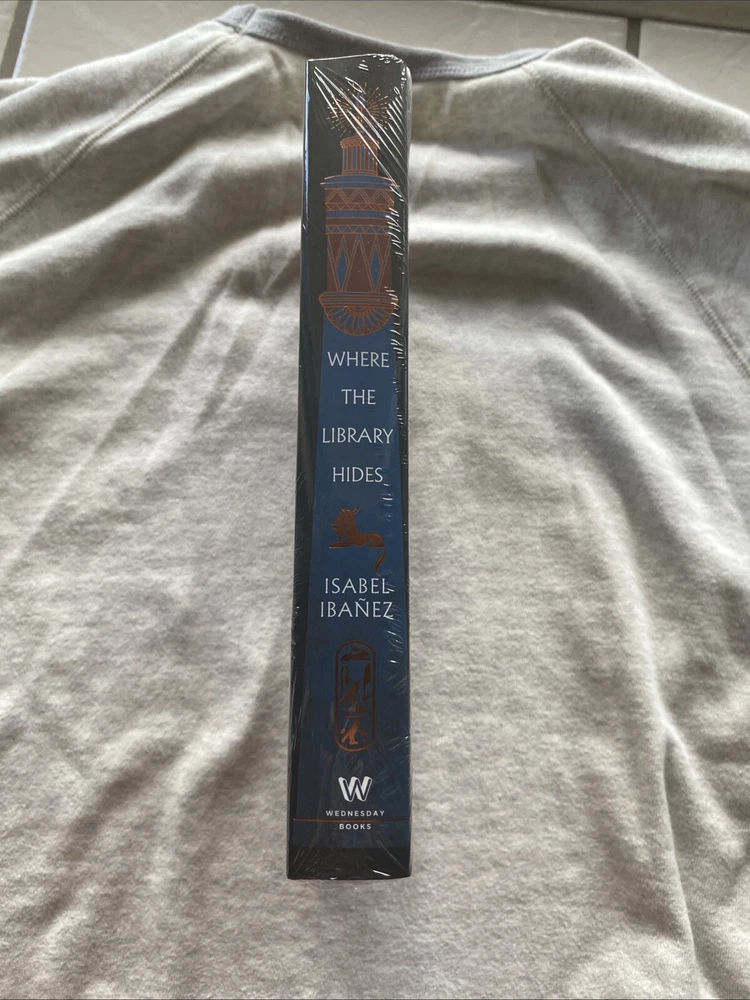 WHERE
THE
LIBRARY
HIDES
ISABEL
IBAÑEZ
W
WEDNESDAY
BOOKS